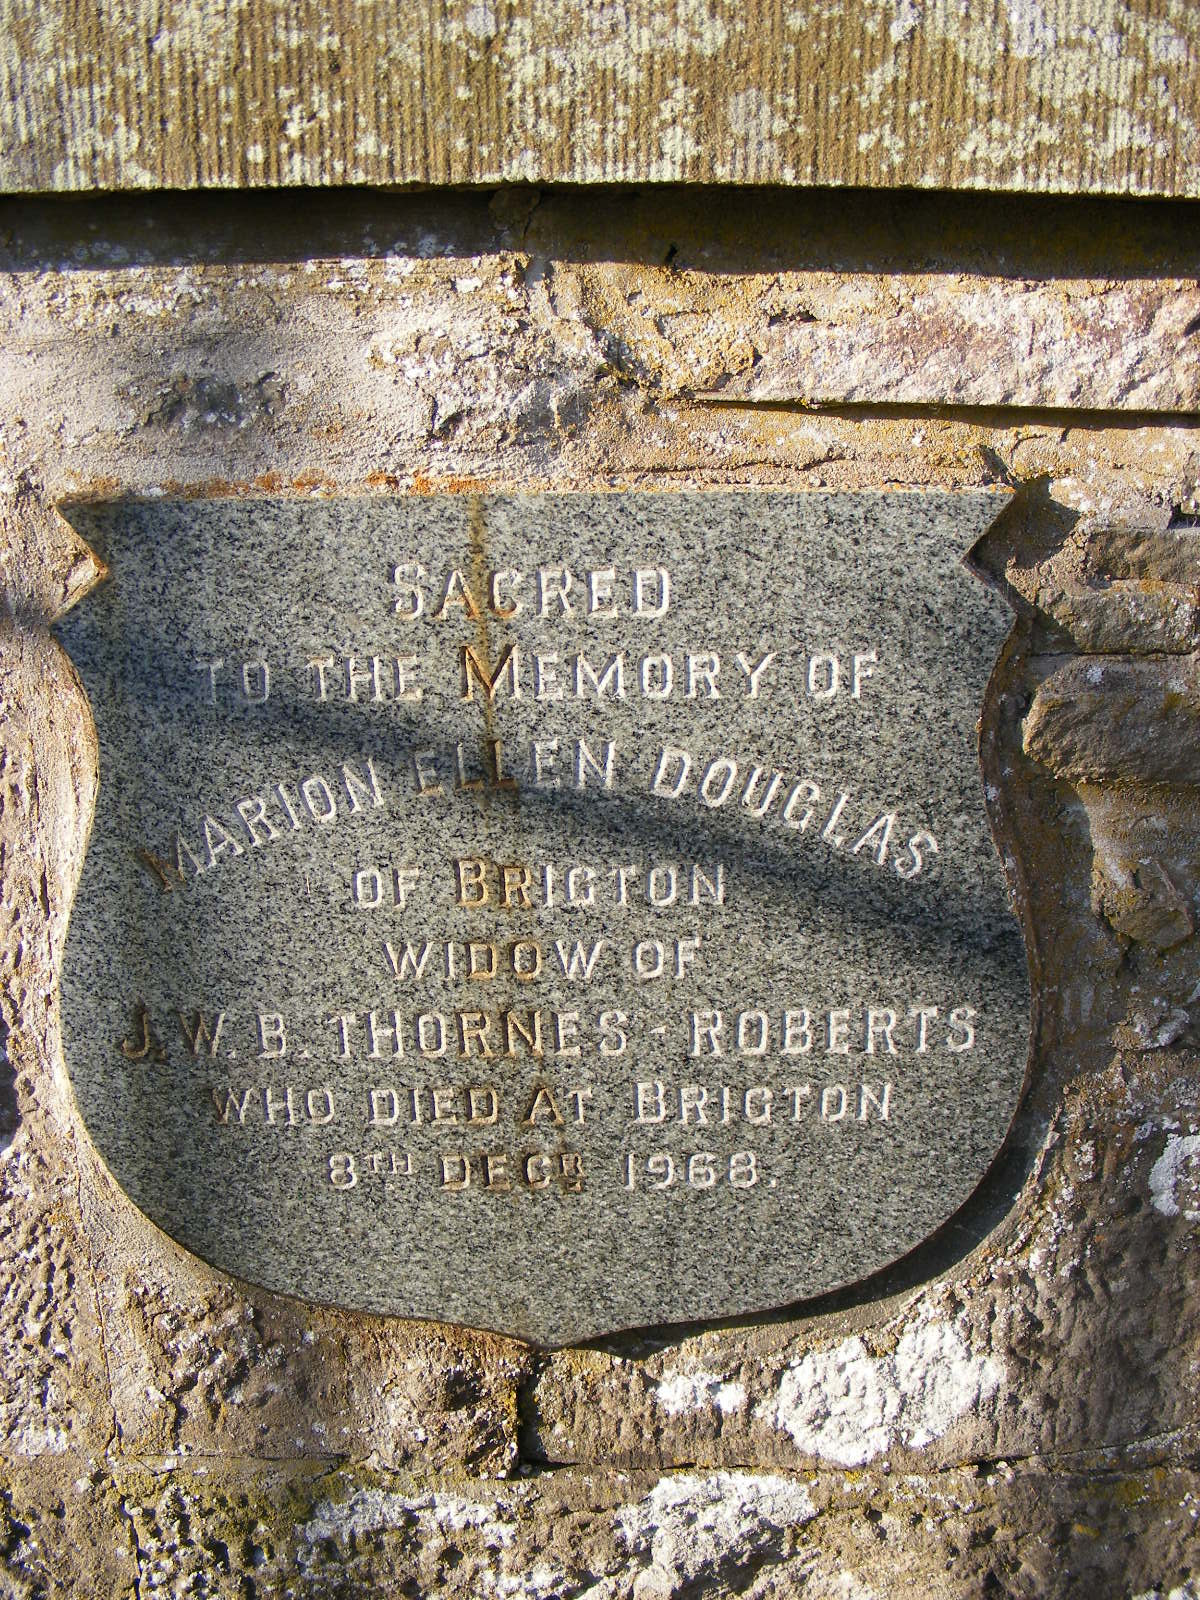 SACRED
TO THE MEMORY OF
MARION ELLEN DOUGLAS
OF BRIGTON
WIDOW OF
J.W.B. THORNES-ROBERTS
WHO DIED AT BRIGTON
8TH DECR 1968.